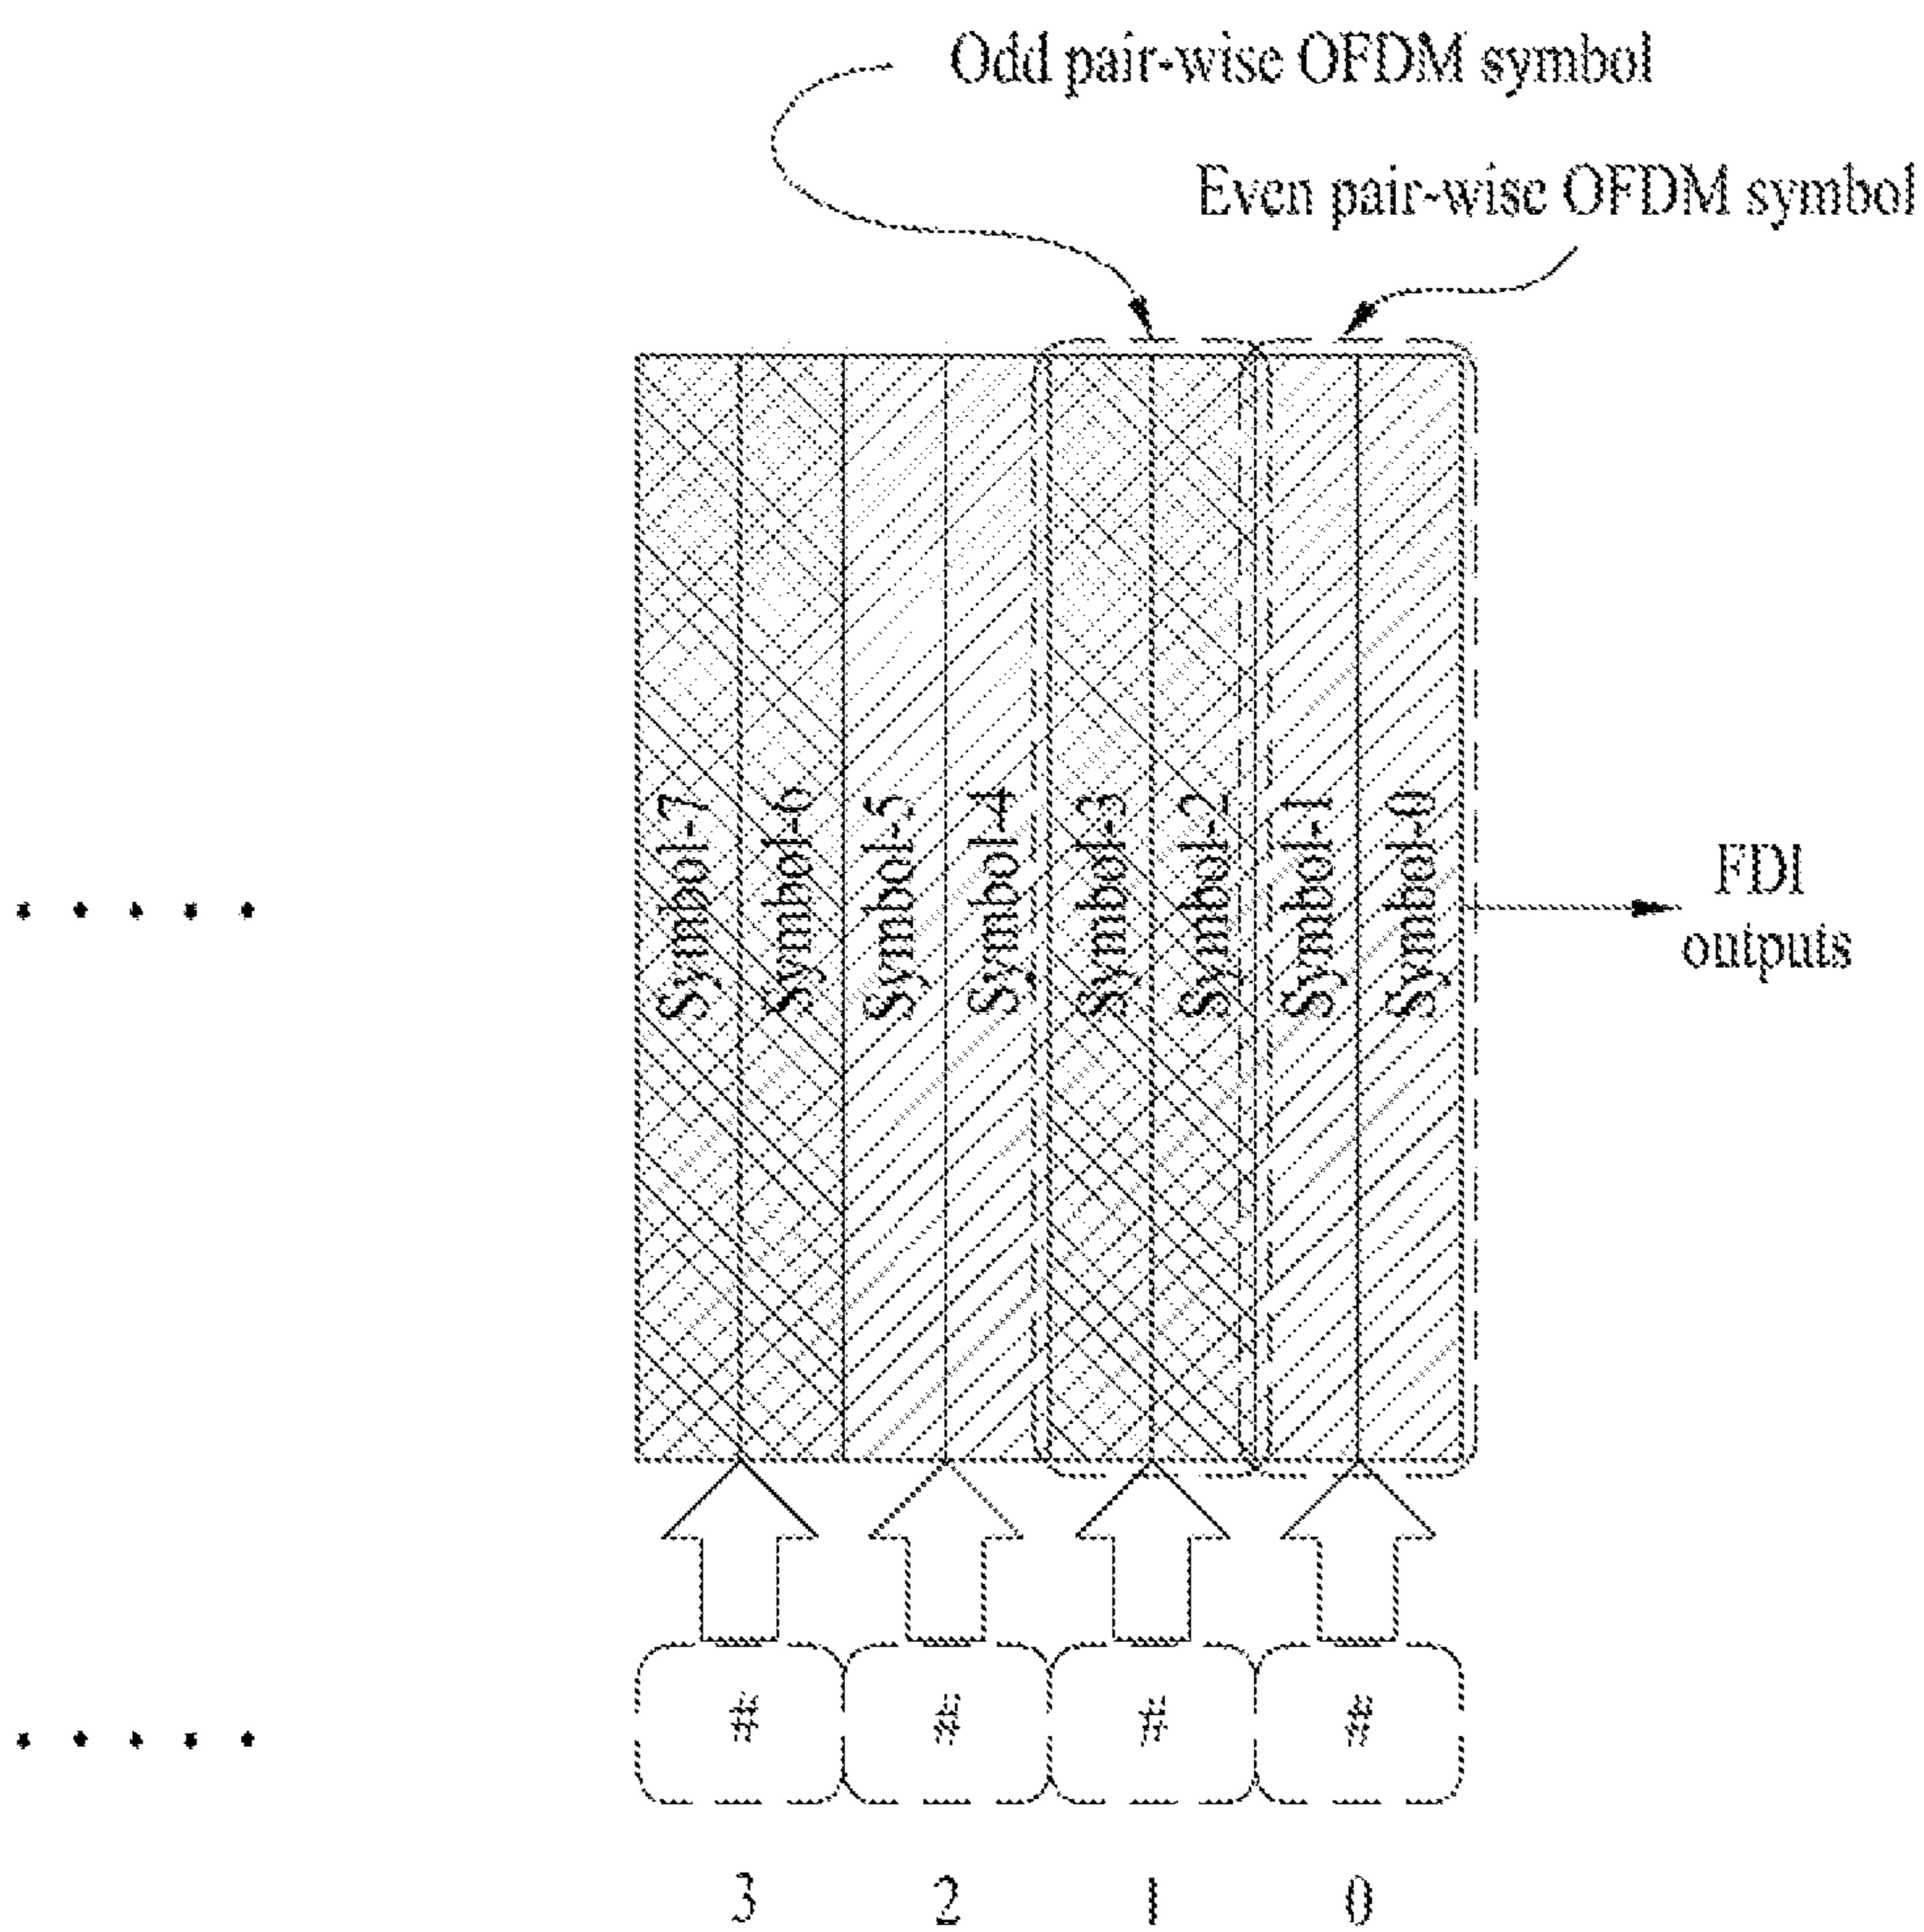 Odd pair-wise OFDM symbol
Even pair-wise OFDM symbol
Symbol-7
Symbol-6
Symbol-5
Symbol-4
Symbol-3
Symbol-2
Symbol-1
Symbol-0
FDI
outputs
# # # #
3 2 1 0